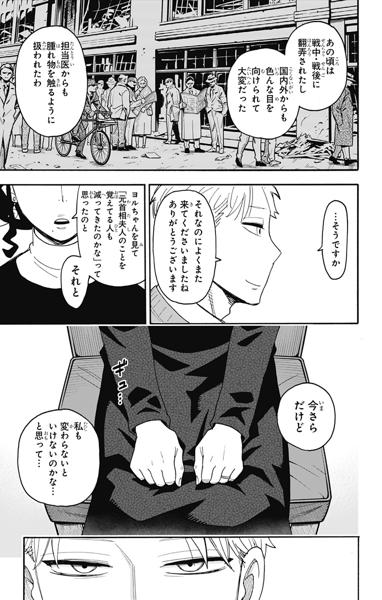 あの頃は
戦中・戦後に
翻弄されたし
国内外からも
色んな目を
向けられて
大変だった
担当医からも
腫れ物を触るように
扱われたわ
…そうですか
それなのによくまた
来てくださいましたね
ありがとうございます
ヨルちゃんを見て
「元首相夫人のことを
覚えてる人も
減ってきたのかな」って
思ったのと
それと
今さら
だけど
ギュ…
私も
変わらないと
いけないのかな…
と思って…